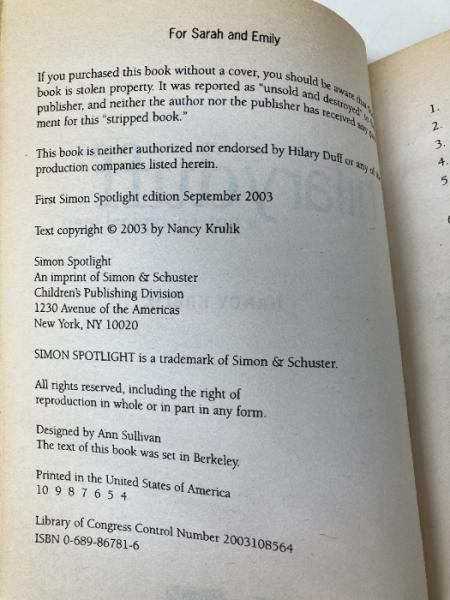 For Sarah and Emily
If you purchased this book without a cover, you should be aware that
book is stolen property. It was reported as "unsold and destroyed" to
publisher, and neither the author nor the publisher has received any
ment for this "stripped book."
This book is neither authorized nor endorsed by Hilary Duff or any of
production companies listed herein.
First Simon Spotlight edition September 2003
Text copyright © 2003 by Nancy Krulik
Simon Spotlight
An imprint of Simon & Schuster
Children's Publishing Division
1230 Avenue of the Americas
New York, NY 10020
SIMON SPOTLIGHT is a trademark of Simon & Schuster.
All rights reserved, including the right of
reproduction in whole or in part in any form.
Designed by Ann Sullivan
The text of this book was set in Berkeley.
Printed in the United States of America
10 9 8 7 6 5 4
Library of Congress Control Number 2003108564
ISBN 0-689-86781-6
1.
2.
3.
4.
5